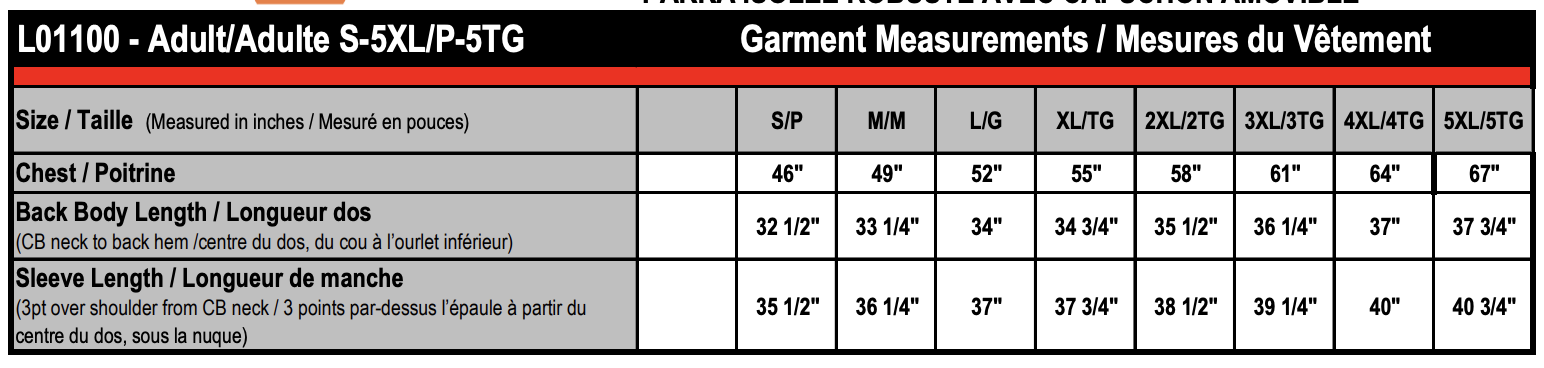 PARKA ISOLÉE ROBUSTE AVEC CAPUCHON AMOVIBLE
L01100 - Adult/Adulte S-5XL/P-5TG Garment Measurements / Mesures du Vêtement
Size / Taille (Measured in inches / Mesuré en pouces) S/P M/M L/G XL/TG 2XL/2TG 3XL/3TG 4XL/4TG 5XL/5TG
Chest / Poitrine 46" 49" 52" 55" 58" 61" 64" 67"
Back Body Length / Longueur dos
(CB neck to back hem /centre du dos, du cou à l’ourlet inférieur) 32 1/2" 33 1/4" 34" 34 3/4" 35 1/2" 36 1/4" 37" 37 3/4"
Sleeve Length / Longueur de manche
(3pt over shoulder from CB neck / 3 points par-dessus l’épaule à partir du 35 1/2" 36 1/4" 37" 37 3/4" 38 1/2" 39 1/4" 40" 40 3/4"
centre du dos, sous la nuque)